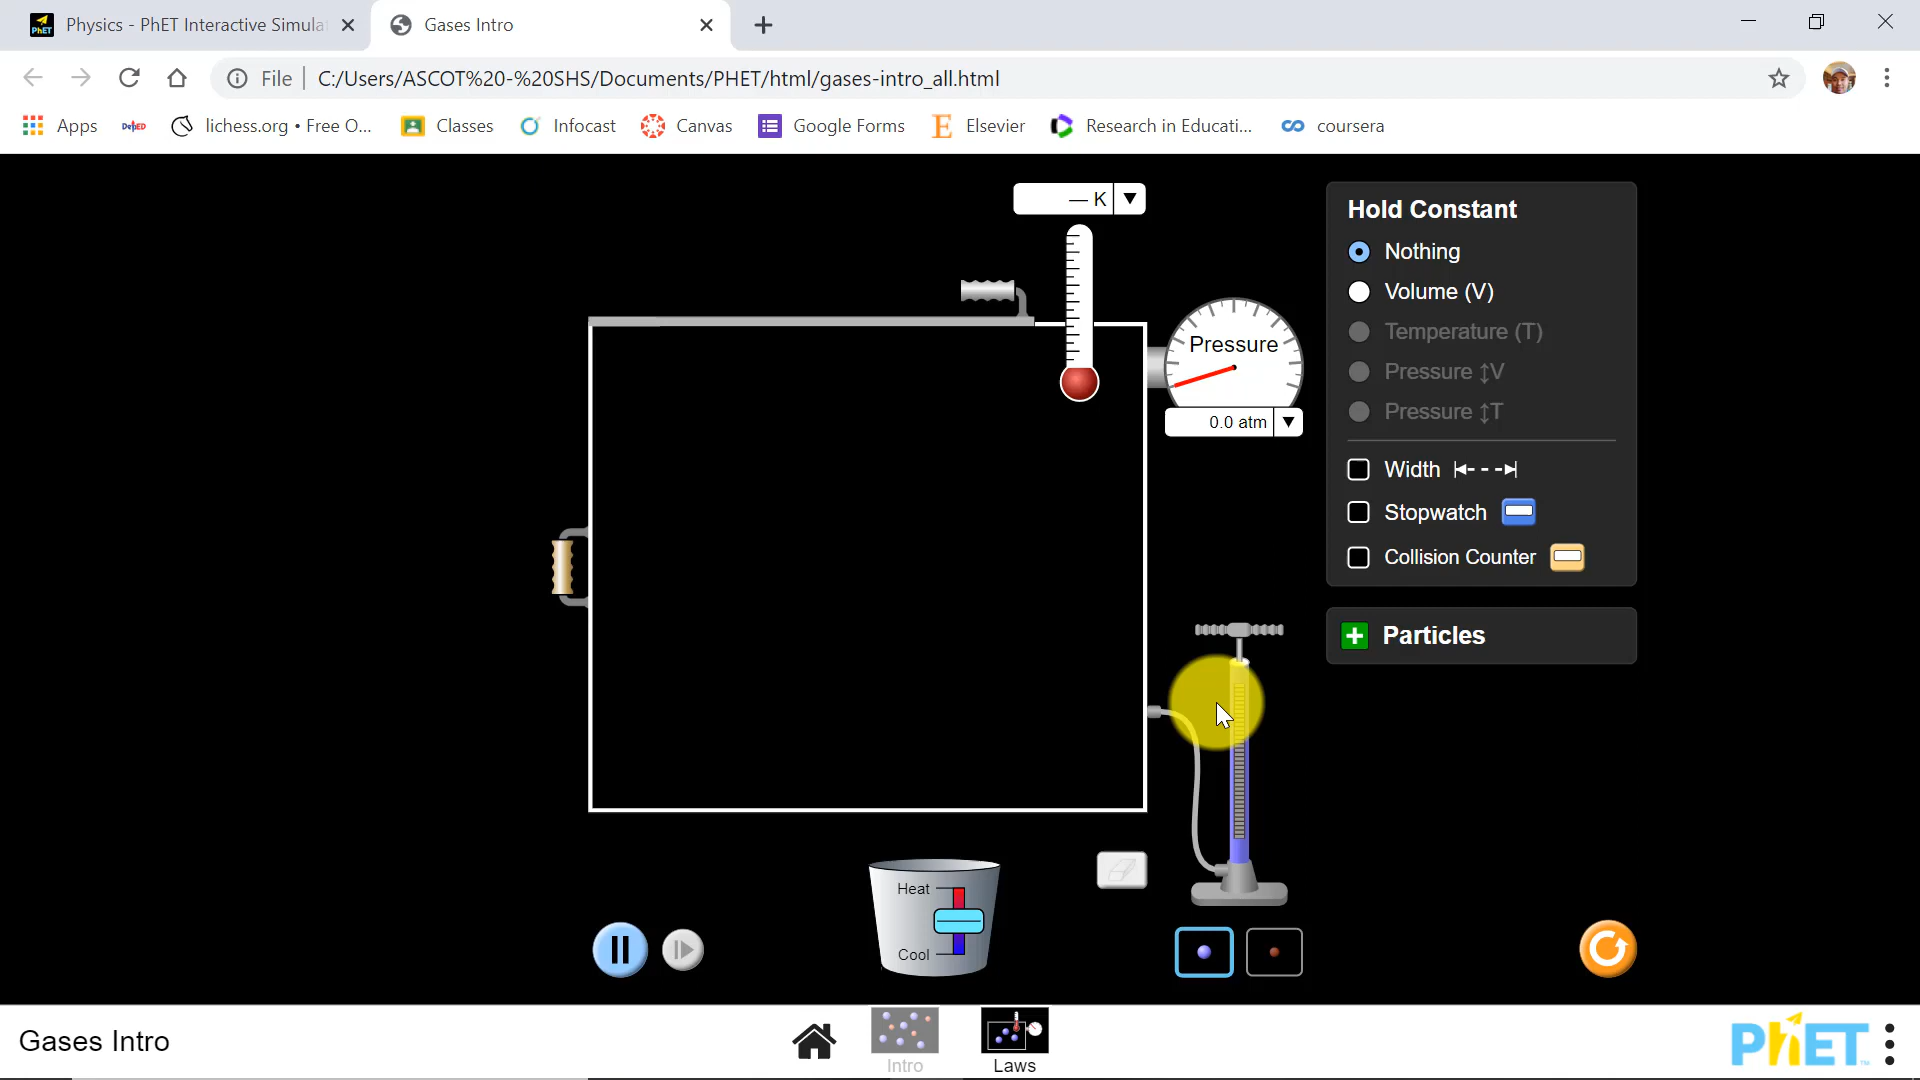 Physics - PhET Interactive Simula
Gases Intro
File
C:/Users/ASCOT%20-%20SHS/Documents/PHET/html/gases-intro_all.html
Apps
DepED
lichess.org • Free O...
Classes
Infocast
Canvas
Google Forms
Elsevier
Research in Educati...
coursera
— K
Pressure
0.0 atm
Hold Constant
Nothing
Volume (V)
Temperature (T)
Pressure ↕V
Pressure ↕T
Width
Stopwatch
Collision Counter
Particles
Heat
Cool
Gases Intro
Intro
Laws
PhET